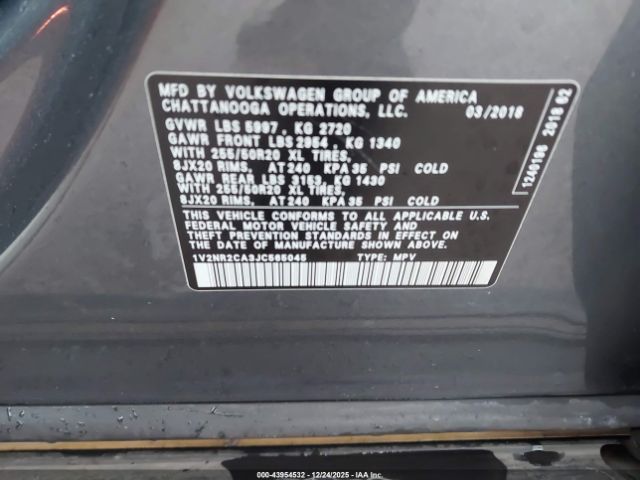 MFD BY VOLKSWAGEN GROUP OF AMERICA
CHATTANOOGA OPERATIONS, LLC. 03/2018
GVWR LBS 5997, KG 2720
GAWR FRONT LBS 2954, KG 1340
WITH 255/50R20 XL TIRES,
8JX20 RIMS, AT 240 KPA 35 PSI COLD
GAWR REAR LBS 3153, KG 1430
WITH 255/50R20 XL TIRES,
8JX20 RIMS, AT 240 KPA 35 PSI COLD
THIS VEHICLE CONFORMS TO ALL APPLICABLE U.S.
FEDERAL MOTOR VEHICLE SAFETY AND
THEFT PREVENTION STANDARDS IN EFFECT ON
THE DATE OF MANUFACTURE SHOWN ABOVE.
1V2NR2CA3JC565045 TYPE: MPV
1240196 2018 02
000-43954532 - 12/24/2025 - IAAI.COM